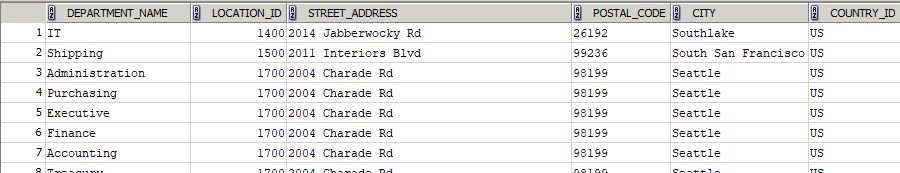 DEPARTMENT_NAME LOCATION_ID STREET_ADDRESS POSTAL_CODE CITY COUNTRY_ID
1 IT 1400 2014 Jabberwocky Rd 26192 Southlake US
2 Shipping 1500 2011 Interiors Blvd 99236 South San Francisco US
3 Administration 1700 2004 Charade Rd 98199 Seattle US
4 Purchasing 1700 2004 Charade Rd 98199 Seattle US
5 Executive 1700 2004 Charade Rd 98199 Seattle US
6 Finance 1700 2004 Charade Rd 98199 Seattle US
7 Accounting 1700 2004 Charade Rd 98199 Seattle US
8 Treasury 1700 2004 Charade Rd 98199 Seattle US